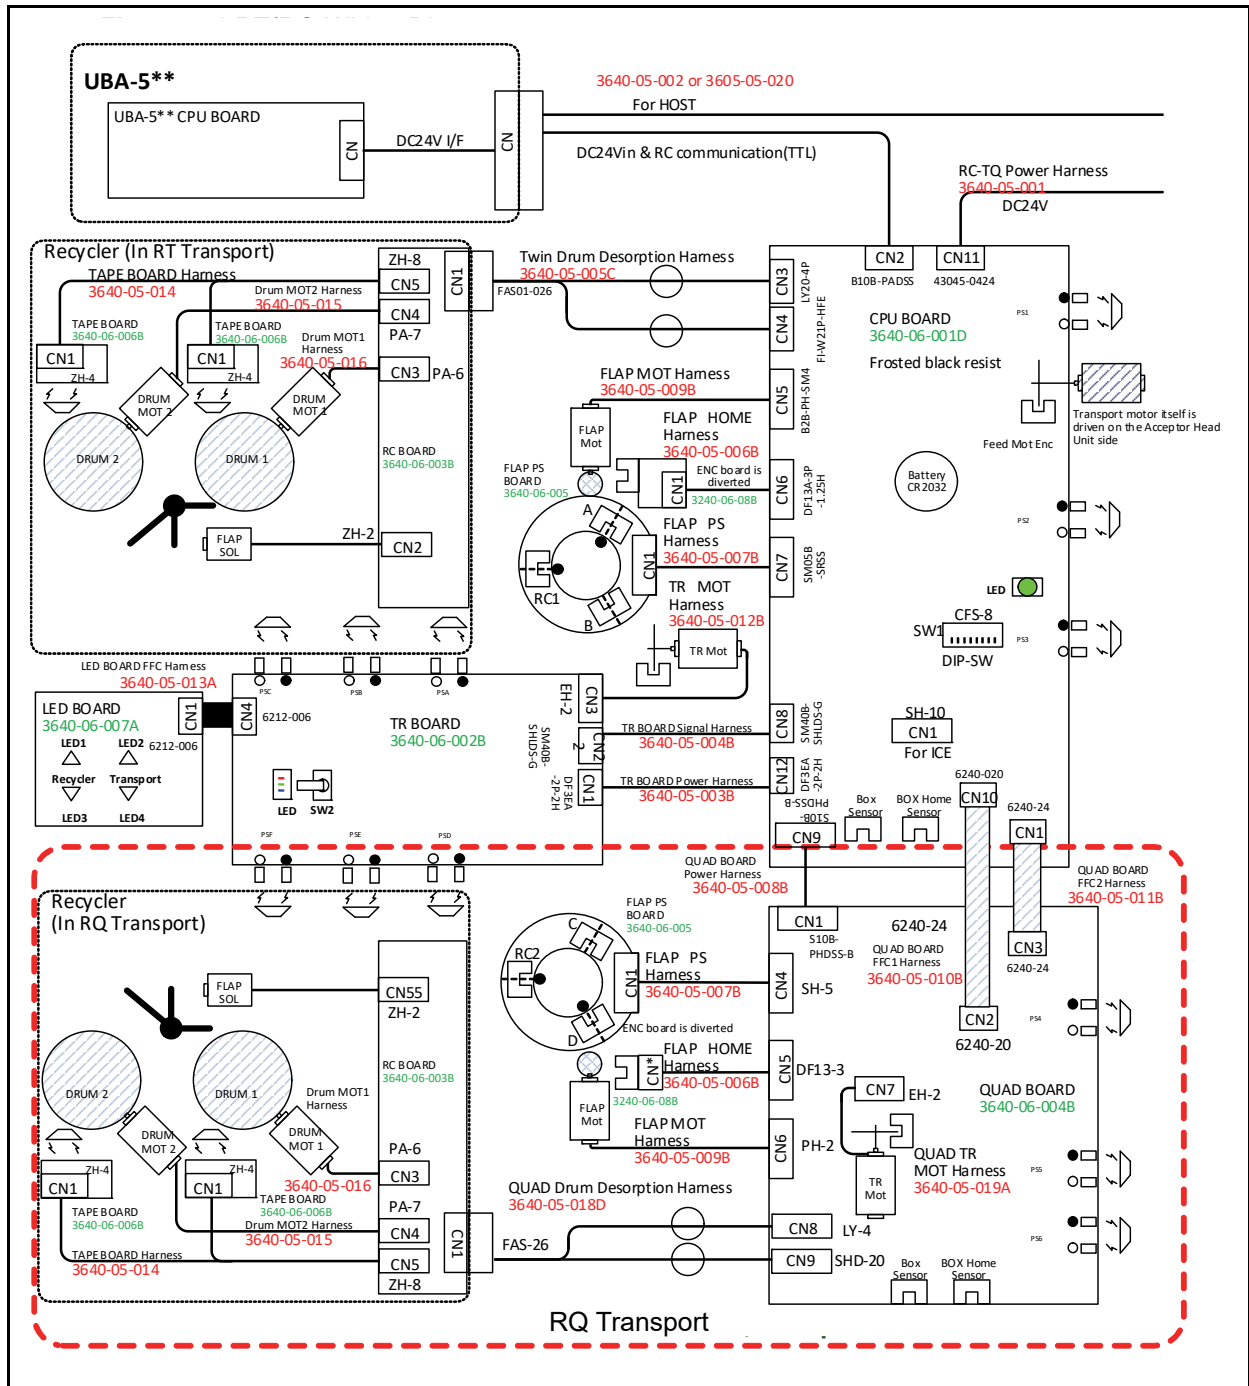 UBA-5**
UBA-5** CPU BOARD
CN
DC24V I/F
CN
3640-05-002 or 3605-05-020
For HOST
DC24Vin & RC communication(TTL)
RC-TQ Power Harness
3640-05-001
DC24V
Recycler (In RT Transport)
TAPE BOARD Harness
3640-05-014
Drum MOT2 Harness
3640-05-015
TAPE BOARD
3640-06-006B
TAPE BOARD
3640-06-006B
Drum MOT1
Harness
3640-05-016
CN1
ZH-4
CN1
ZH-4
DRUM
MOT 2
DRUM
MOT 1
DRUM 2
DRUM 1
ZH-8
CN5
CN4
PA-7
CN3
PA-6
CN1
FAS01-026
RC BOARD
3640-06-003B
FLAP
SOL
ZH-2
CN2
Twin Drum Desorption Harness
3640-05-005C
CN3
LY20-4P
CN4
FI-W21P-HFE
CN2
B10B-PADSS
CN11
43045-0424
CPU BOARD
3640-06-001D
Frosted black resist
PS1
FLAP MOT Harness
3640-05-009B
CN5
B2B-PH-SM4
FLAP
Mot
FLAP HOME
Harness
3640-05-006B
FLAP PS
BOARD
3640-06-005
ENC board is
diverted
CN1
3240-06-08B
CN6
DF13A-3P
-1.25H
Feed Mot Enc
Transport motor itself is
driven on the Acceptor Head
Unit side
Battery
CR2032
A
RC1
B
CN1
FLAP PS
Harness
3640-05-007B
CN7
SM05B
-SRSS
PS2
TR MOT
Harness
3640-05-012B
TR Mot
LED
CFS-8
SW1
DIP-SW
PS3
LED BOARD FFC Harness
3640-05-013A
LED BOARD
3640-06-007A
LED1
LED2
Recycler
Transport
LED3
LED4
CN1
6212-006
CN4
6212-006
PSC
PSB
PSA
TR BOARD
3640-06-002B
LED
SW2
PSF
PSE
PSD
EH-2
CN3
SM40B-
SHLDS-G
CN2
2
DF3EA
-2P-2H
CN1
TR BOARD Signal Harness
3640-05-004B
CN8
SM40B-
SHLDS-G
TR BOARD Power Harness
3640-05-003B
CN12
DF3EA
-2P-2H
SH-10
CN1
For ICE
S10B-
PHDSS-B
CN9
Box
Sensor
BOX Home
Sensor
6240-020
CN10
6240-24
CN1
QUAD BOARD
Power Harness
3640-05-008B
QUAD BOARD
FFC2 Harness
3640-05-011B
Recycler
(In RQ Transport)
FLAP
SOL
CN55
ZH-2
RC BOARD
3640-06-003B
DRUM 2
DRUM 1
Drum MOT1
Harness
DRUM
MOT 2
DRUM
MOT 1
ZH-4
CN1
ZH-4
CN1
3640-05-016
PA-6
CN3
PA-7
CN4
CN5
ZH-8
TAPE BOARD
3640-06-006B
TAPE BOARD
3640-06-006B
Drum MOT2 Harness
3640-05-015
TAPE BOARD Harness
3640-05-014
CN1
FAS-26
FLAP PS
BOARD
3640-06-005
C
RC2
D
CN1
FLAP PS
Harness
3640-05-007B
CN4
SH-5
CN1
S10B-
PHDSS-B
6240-24
QUAD BOARD
FFC1 Harness
3640-05-010B
CN3
6240-24
CN2
6240-20
PS4
ENC board is diverted
CN*
3240-06-08B
FLAP HOME
Harness
3640-05-006B
CN5
DF13-3
FLAP
Mot
FLAP MOT
Harness
3640-05-009B
CN6
PH-2
CN7
EH-2
QUAD BOARD
3640-06-004B
TR
Mot
QUAD TR
MOT Harness
3640-05-019A
PS5
PS6
QUAD Drum Desorption Harness
3640-05-018D
CN8
LY-4
CN9
SHD-20
Box
Sensor
BOX Home
Sensor
RQ Transport